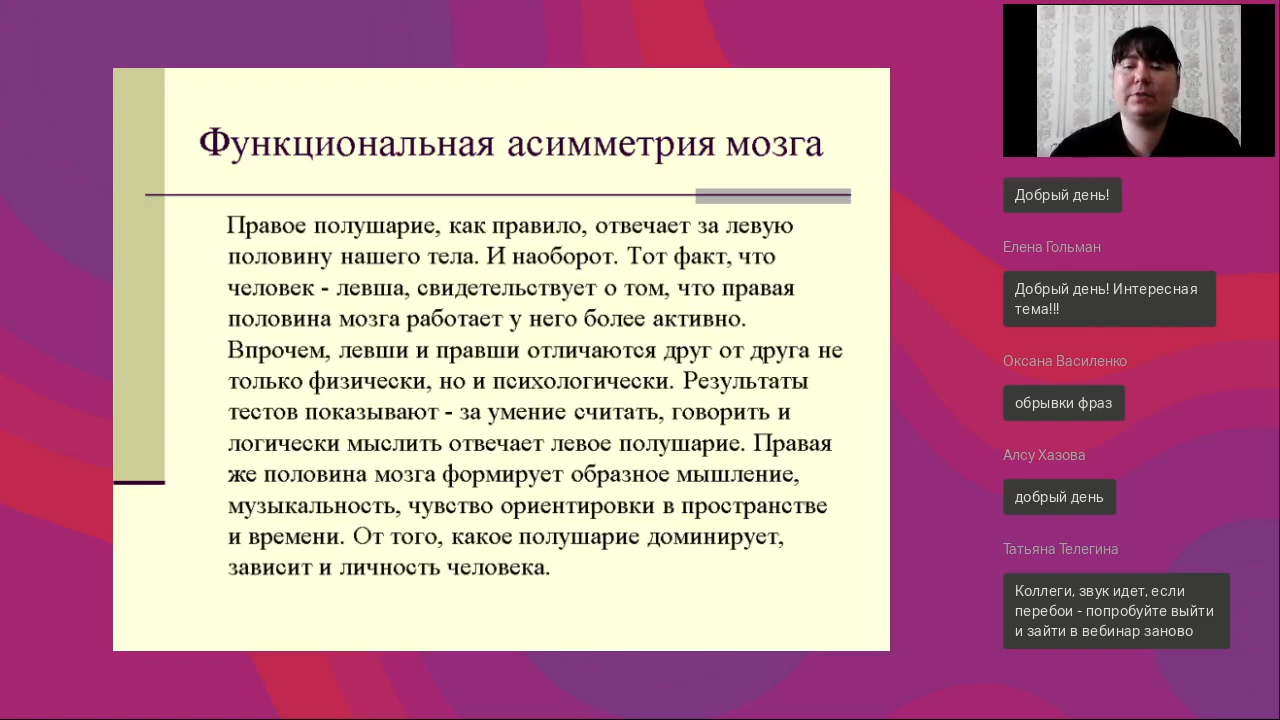 Функциональная асимметрия мозга
Правое полушарие, как правило, отвечает за левую
половину нашего тела. И наоборот. Тот факт, что
человек - левша, свидетельствует о том, что правая
половина мозга работает у него более активно.
Впрочем, левши и правши отличаются друг от друга не
только физически, но и психологически. Результаты
тестов показывают - за умение считать, говорить и
логически мыслить отвечает левое полушарие. Правая
же половина мозга формирует образное мышление,
музыкальность, чувство ориентировки в пространстве
и времени. От того, какое полушарие доминирует,
зависит и личность человека.
Добрый день!
Елена Гольман
Добрый день! Интересная
тема!!!
Оксана Василенко
обрывки фраз
Алсу Хазова
добрый день
Татьяна Телегина
Коллеги, звук идет, если
перебои - попробуйте выйти
и зайти в вебинар заново